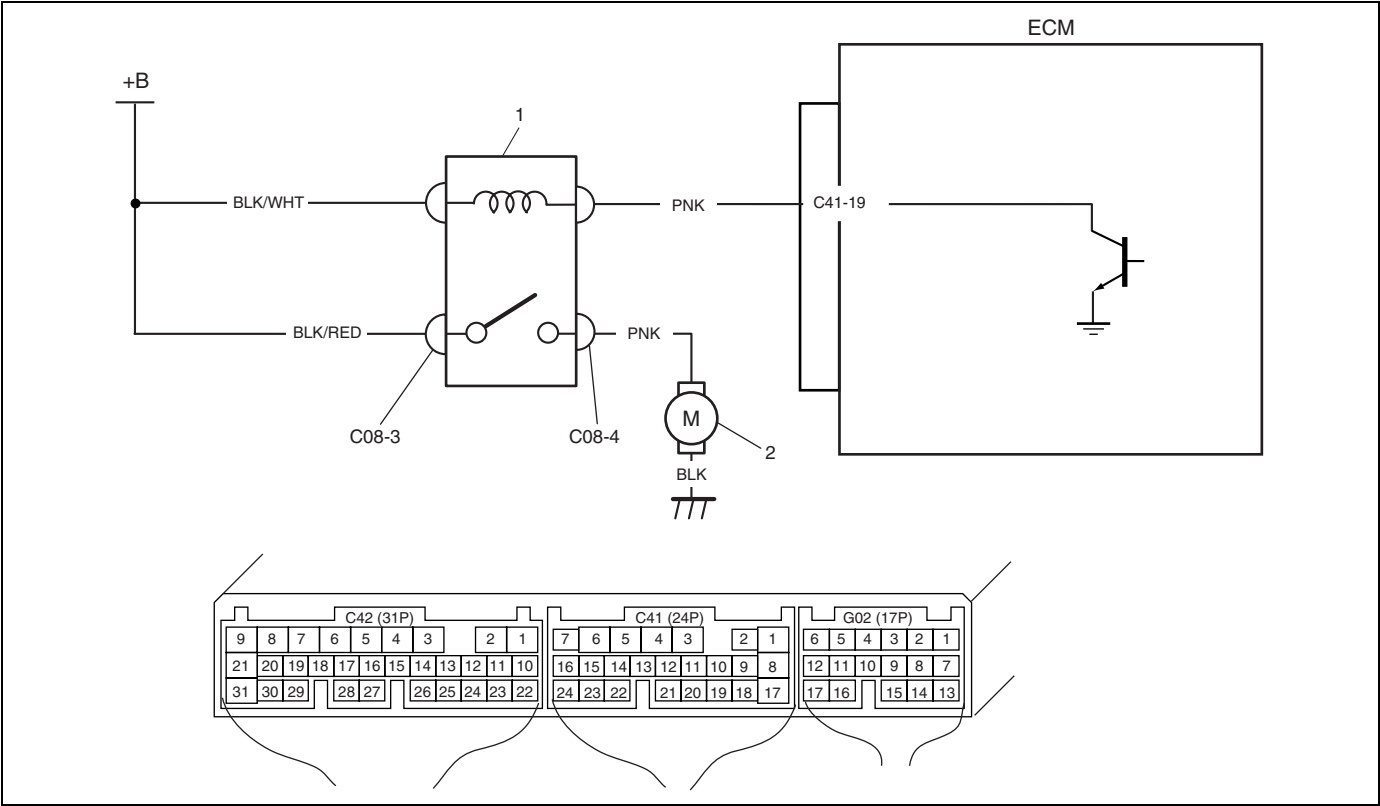 ECM
+B
1
BLK/WHT
PNK
C41-19
BLK/RED
PNK
C08-3
C08-4
M
2
BLK
C42 (31P)
C41 (24P)
G02 (17P)
9 8 7 6 5 4 3 2 1
7 6 5 4 3 2 1
6 5 4 3 2 1
21 20 19 18 17 16 15 14 13 12 11 10
16 15 14 13 12 11 10 9 8
12 11 10 9 8 7
31 30 29 28 27 26 25 24 23 22
24 23 22 21 20 19 18 17
17 16 15 14 13